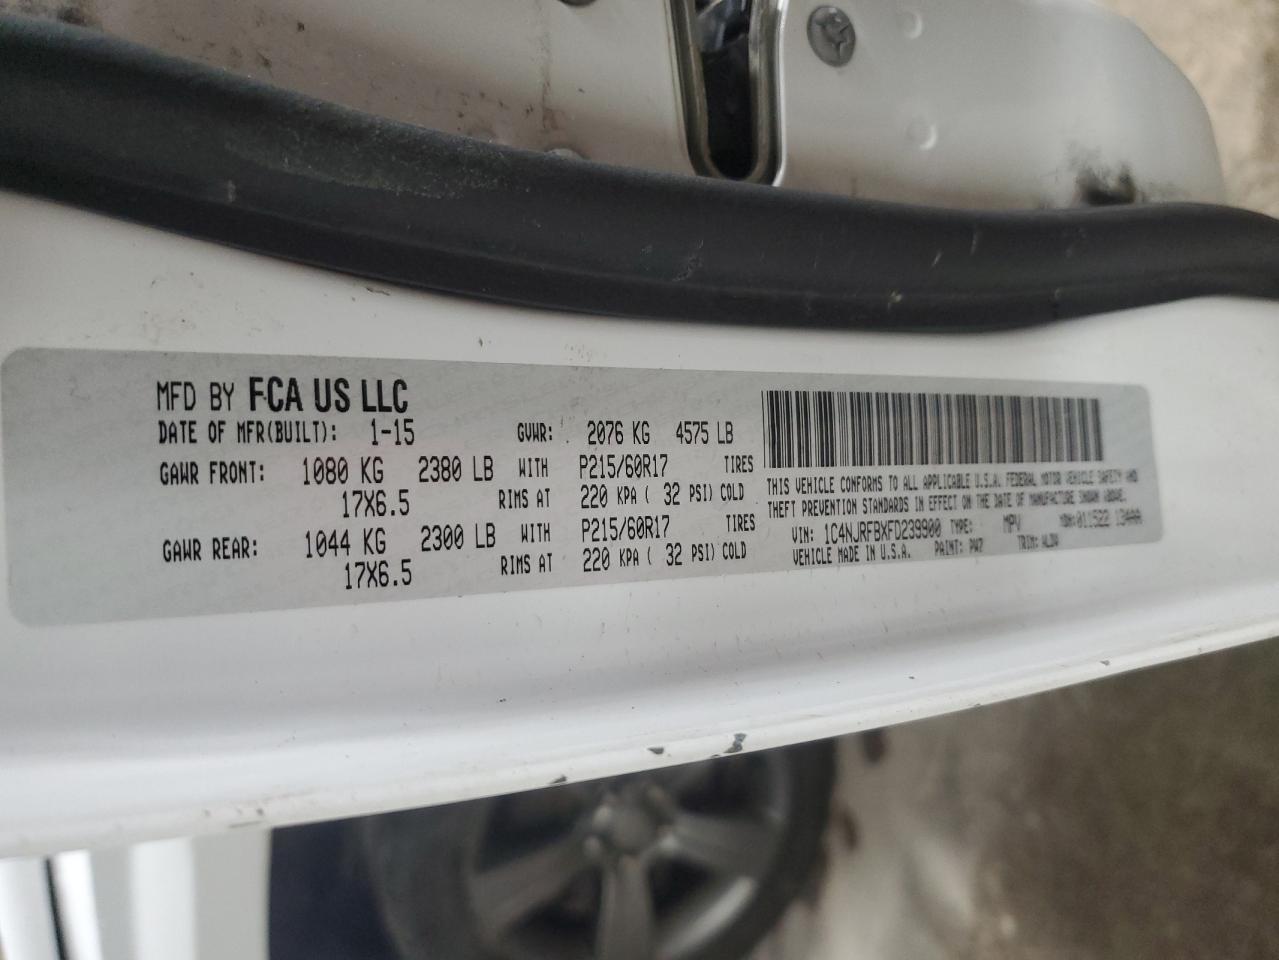 MFD BY FCA US LLC
DATE OF MFR(BUILT): 1-15 GVWR: 2076 KG 4575 LB
GAWR FRONT: 1080 KG 2380 LB WITH P215/60R17 TIRES
17X6.5 RIMS AT 220 KPA ( 32 PSI) COLD
GAWR REAR: 1044 KG 2300 LB WITH P215/60R17 TIRES
17X6.5 RIMS AT 220 KPA ( 32 PSI) COLD
THIS VEHICLE CONFORMS TO ALL APPLICABLE U.S.A. FEDERAL MOTOR VEHICLE SAFETY AND
THEFT PREVENTION STANDARDS IN EFFECT ON THE DATE OF MANUFACTURE SHOWN ABOVE.
VIN: 1C4NJRFBXFD239900 TYPE: MPV MDH:011522
VEHICLE MADE IN U.S.A. PAINT: PW7 TRIM: